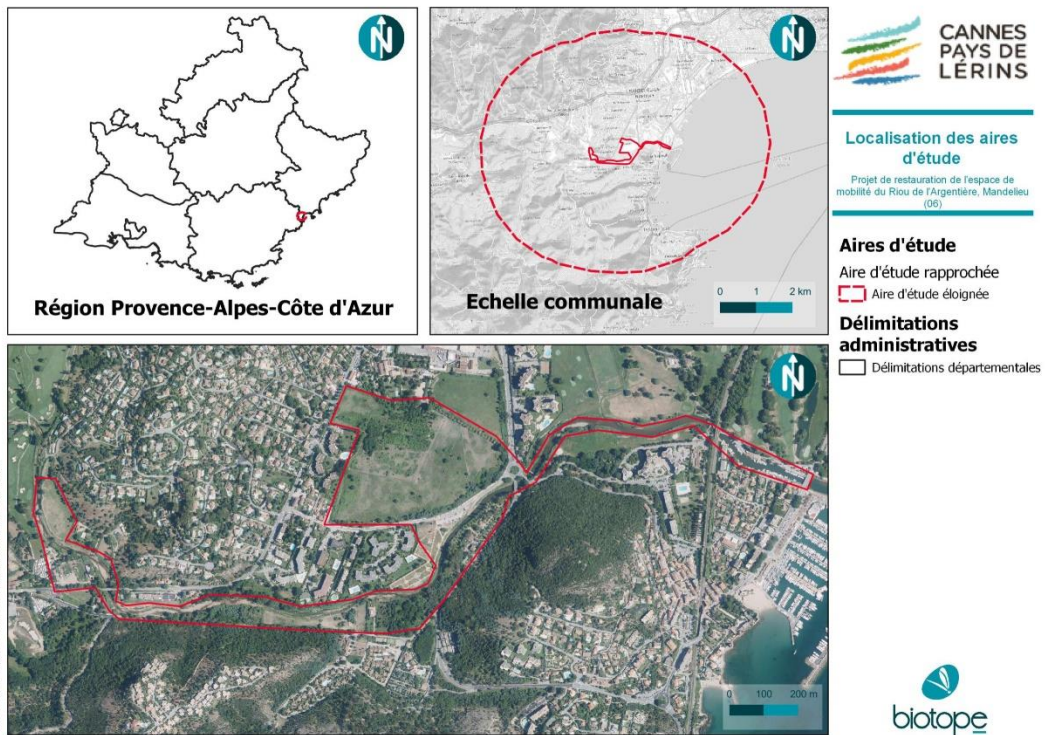 N
Région Provence-Alpes-Côte d'Azur
N
Echelle communale
0 1 2 km
N
0 100 200 m
CANNES
PAYS DE
LÉRINS
Localisation des aires
d'étude
Projet de restauration de l'espace de
mobilité du Riou de l'Argentière, Mandelieu
(06)
Aires d'étude
Aire d'étude rapprochée
Aire d'étude éloignée
Délimitations
administratives
Délimitations départementales
biotope